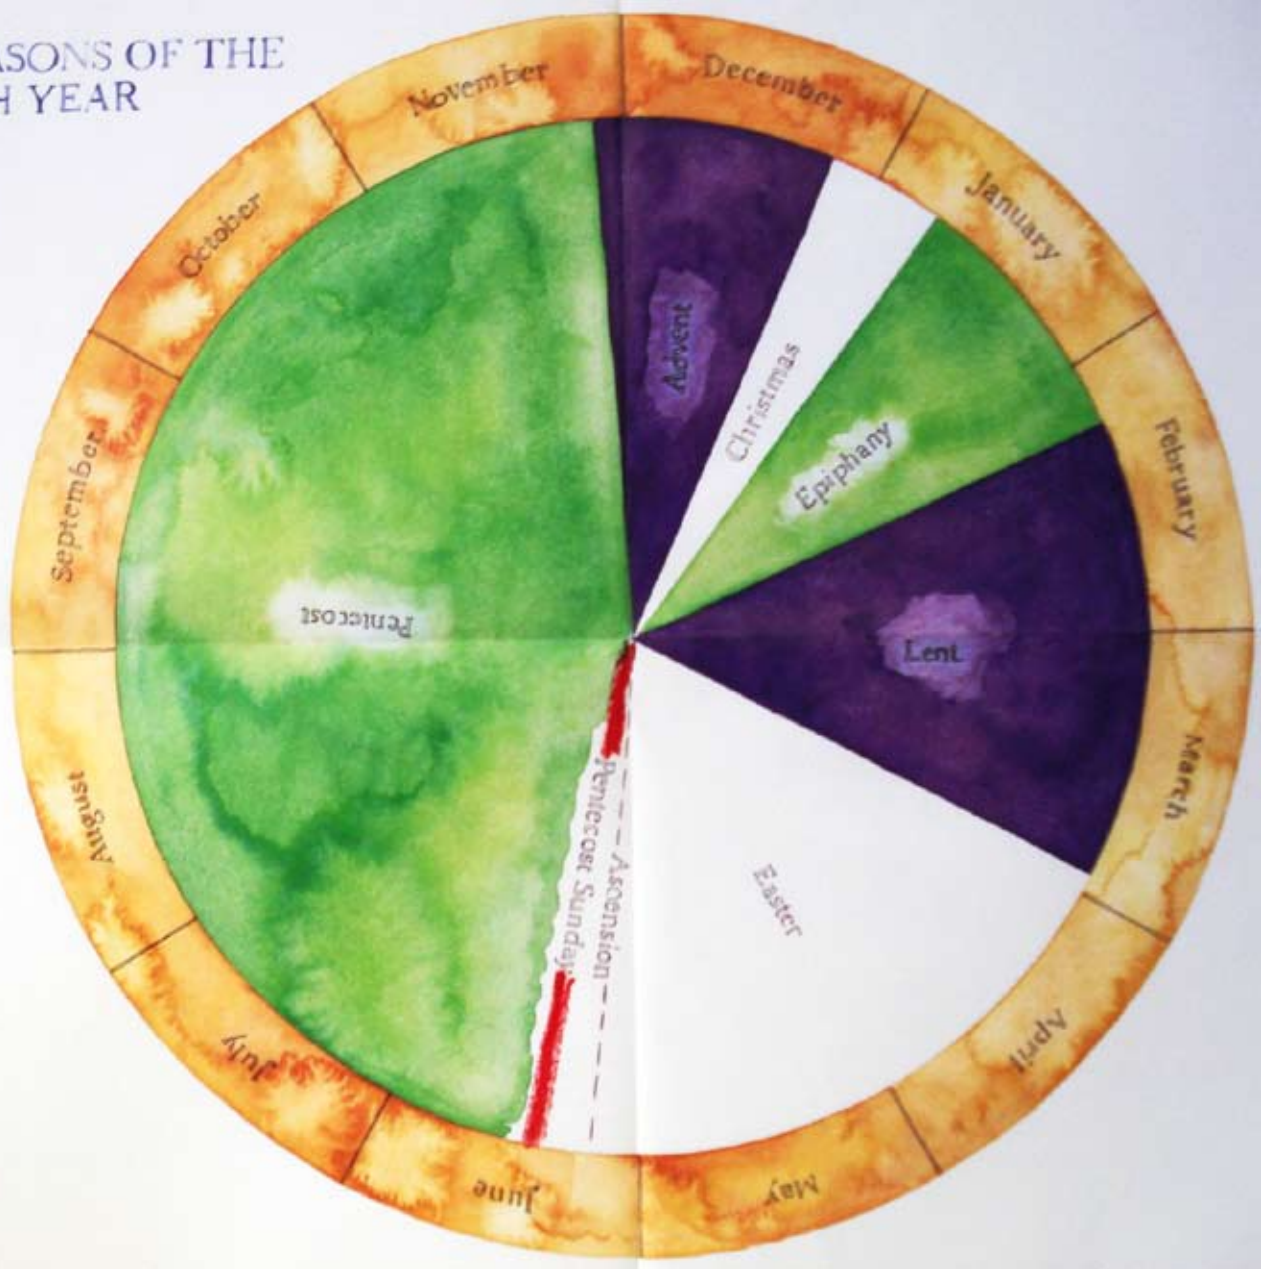 ASONS OF THE
H YEAR
December
January
February
March
April
May
June
July
August
September
October
November
Advent
Christmas
Epiphany
Lent
Easter
Ascension
Pentecost Sunday
Pentecost